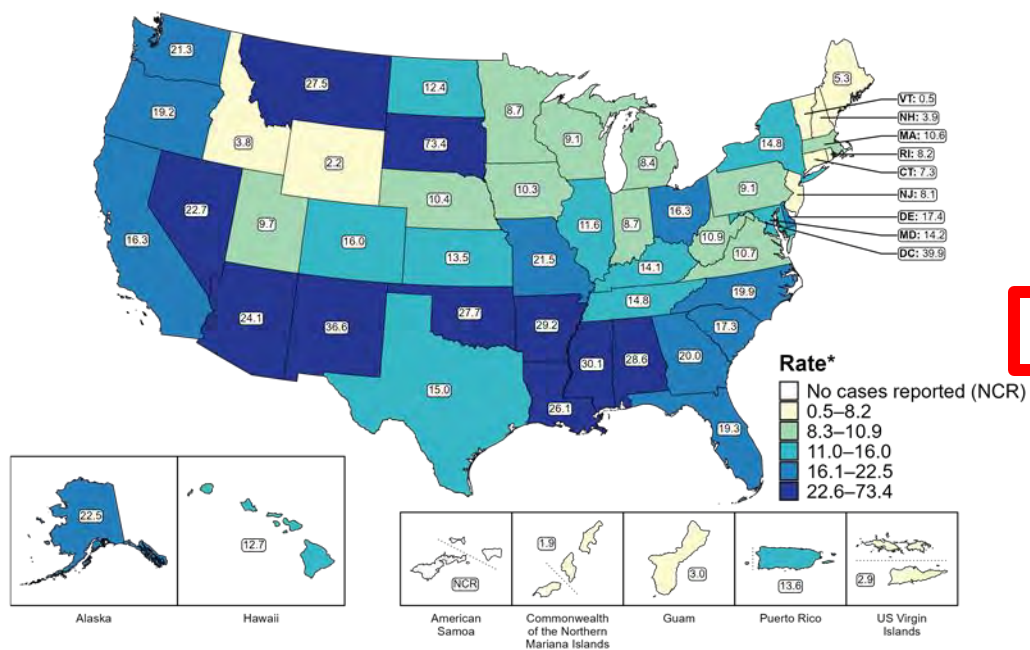 21.3
27.5
12.4
8.7
5.3
VT: 0.5
NH: 3.9
MA: 10.6
RI: 8.2
CT: 7.3
NJ: 8.1
DE: 17.4
MD: 14.2
DC: 39.9
19.2
3.8
2.2
73.4
9.1
8.4
14.8
9.1
22.7
9.7
16.0
10.4
10.3
11.6
8.7
16.3
10.9
10.7
16.3
13.5
21.5
14.1
14.8
19.9
24.1
36.6
27.7
29.2
17.3
15.0
26.1
30.1
28.6
20.0
19.3
Rate*
No cases reported (NCR)
0.5–8.2
8.3–10.9
11.0–16.0
16.1–22.5
22.6–73.4
22.5
12.7
NCR
1.9
3.0
13.6
2.9
Alaska
Hawaii
American
Samoa
Commonwealth
of the Northern
Mariana Islands
Guam
Puerto Rico
US Virgin
Islands